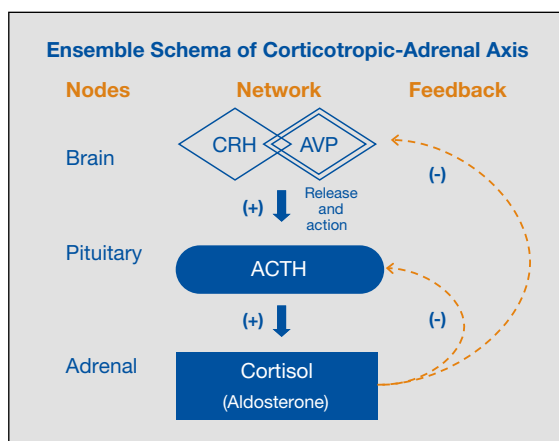 Ensemble Schema of Corticotropic-Adrenal Axis
Nodes Network Feedback
Brain CRH AVP (-)
(+) Release
and
action
Pituitary ACTH
(+) (-)
Adrenal Cortisol
(Aldosterone)